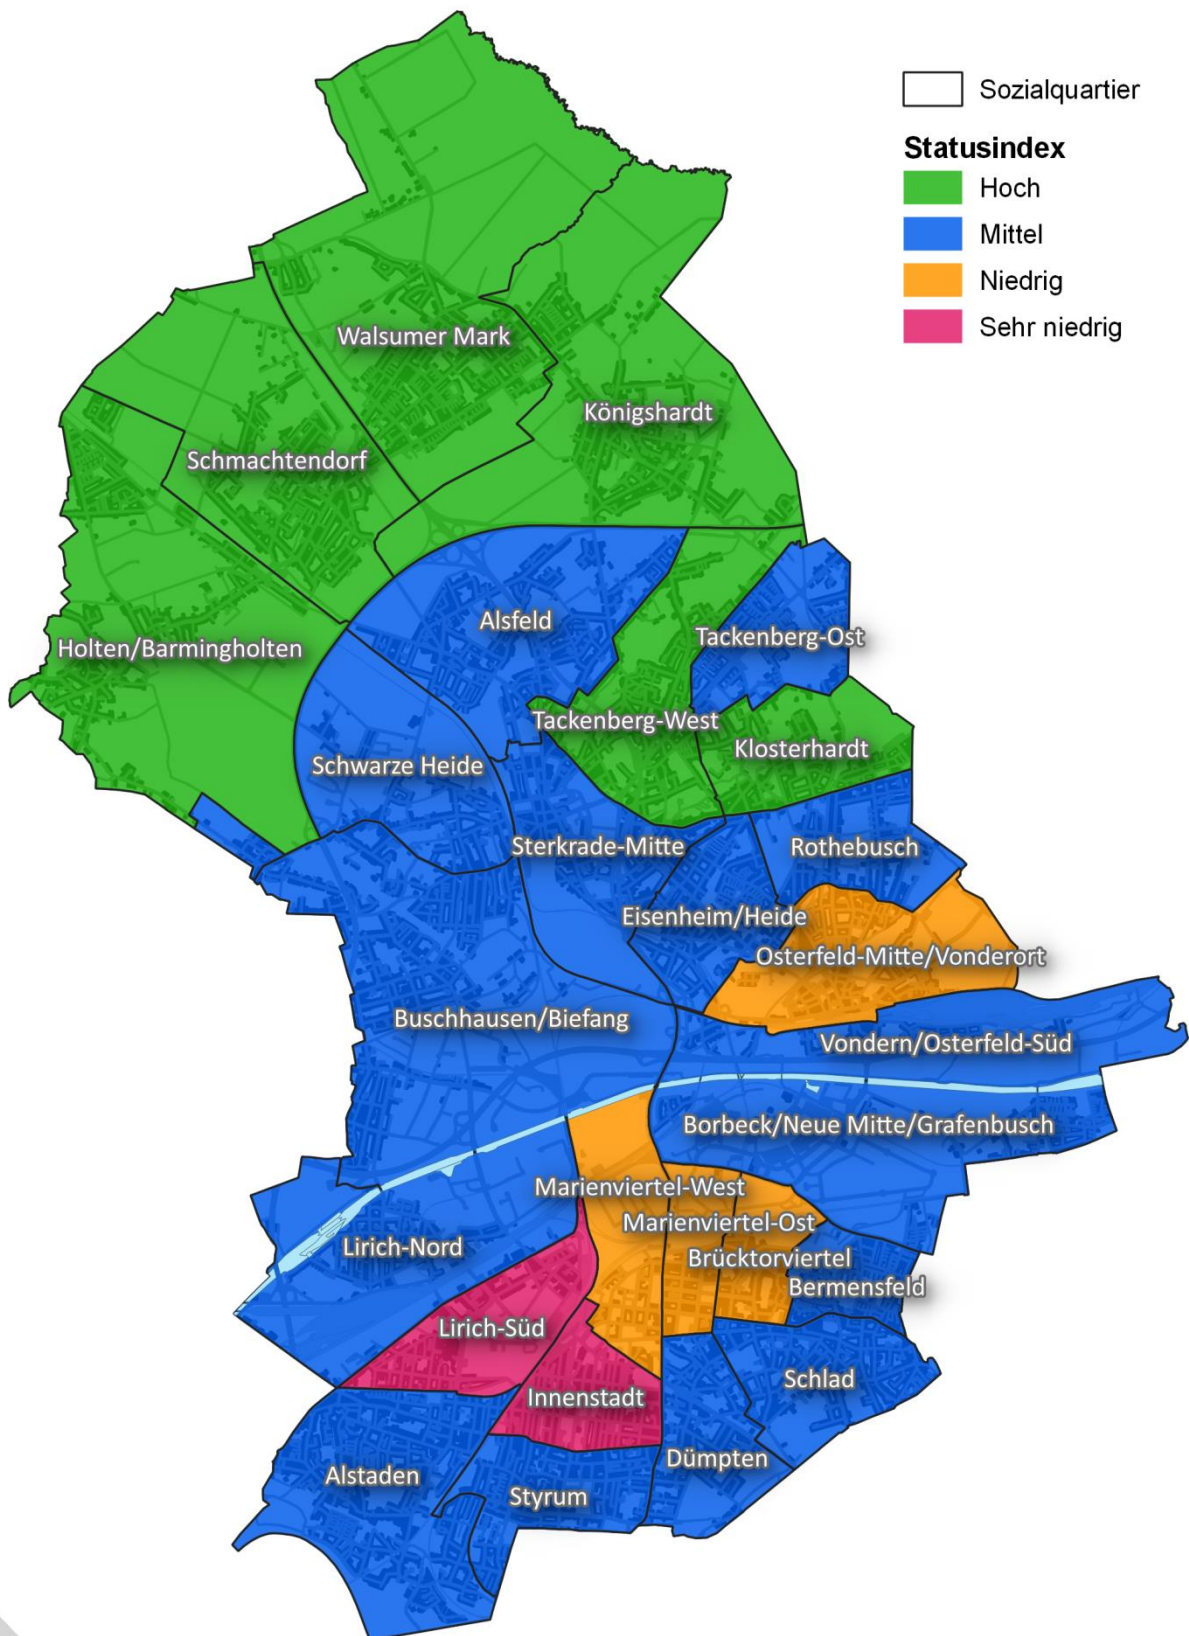 Sozialquartier
Statusindex
Hoch
Mittel
Niedrig
Sehr niedrig
Walsumer Mark
Königshardt
Schmachtendorf
Alsfeld
Tackenberg-Ost
Holten/Barmingholten
Tackenberg-West
Klosterhardt
Schwarze Heide
Sterkrade-Mitte
Rothebusch
Eisenheim/Heide
Osterfeld-Mitte/Vonderort
Buschhausen/Biefang
Vondern/Osterfeld-Süd
Borbeck/Neue Mitte/Grafenbusch
Marienviertel-West
Marienviertel-Ost
Lirich-Nord
Brücktorviertel
Bermensfeld
Lirich-Süd
Schlad
Innenstadt
Dümpten
Alstaden
Styrum